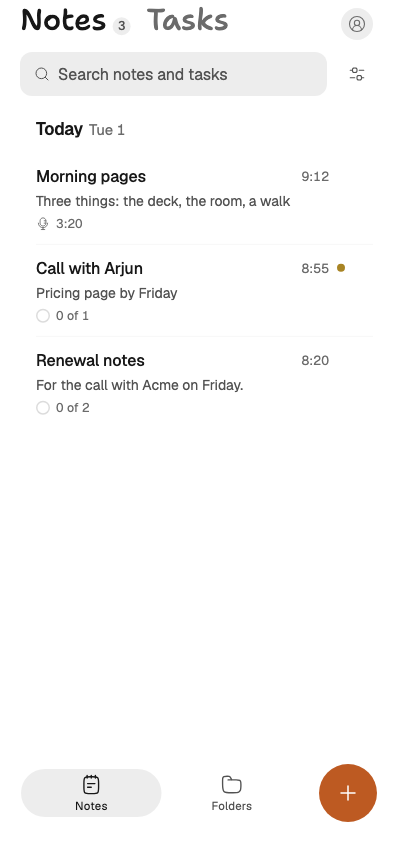 Notes 3 Tasks
Search notes and tasks
Today Tue 1
Morning pages 9:12
Three things: the deck, the room, a walk
3:20
Call with Arjun 8:55
Pricing page by Friday
0 of 1
Renewal notes 8:20
For the call with Acme on Friday.
0 of 2
Notes Folders